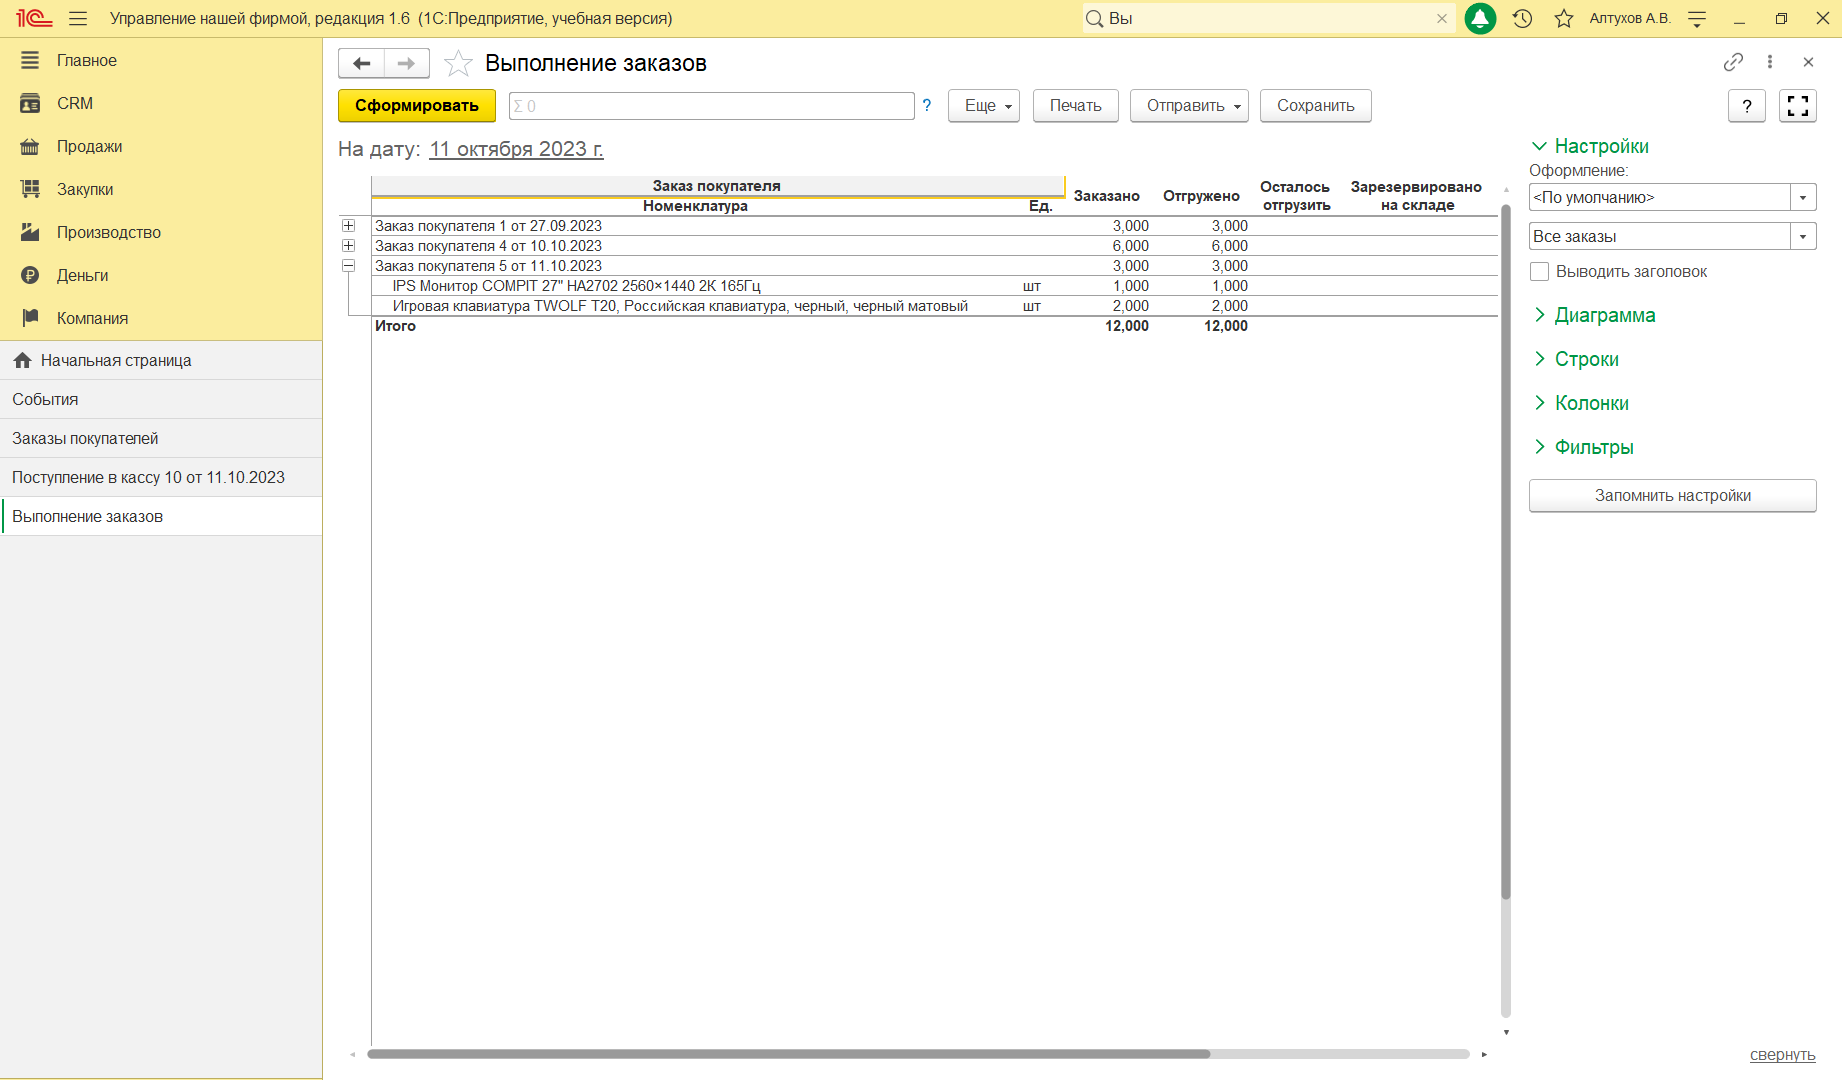 1С Управление нашей фирмой, редакция 1.6 (1С:Предприятие, учебная версия) Вы Алтухов А.В.
Главное
CRM
Продажи
Закупки
Производство
Деньги
Компания
Начальная страница
События
Заказы покупателей
Поступление в кассу 10 от 11.10.2023
Выполнение заказов
Выполнение заказов
Сформировать Σ 0 ? Еще Печать Отправить Сохранить ?
На дату: 11 октября 2023 г.
Заказ покупателя Заказано Отгружено Осталось отгрузить Зарезервировано на складе
Номенклатура Ед.
Заказ покупателя 1 от 27.09.2023 3,000 3,000
Заказ покупателя 4 от 10.10.2023 6,000 6,000
Заказ покупателя 5 от 11.10.2023 3,000 3,000
IPS Монитор COMPIT 27" HA2702 2560×1440 2К 165Гц шт 1,000 1,000
Игровая клавиатура TWOLF T20, Российская клавиатура, черный, черный матовый шт 2,000 2,000
Итого 12,000 12,000
Настройки
Оформление:
<По умолчанию>
Все заказы
Выводить заголовок
Диаграмма
Строки
Колонки
Фильтры
Запомнить настройки
свернуть